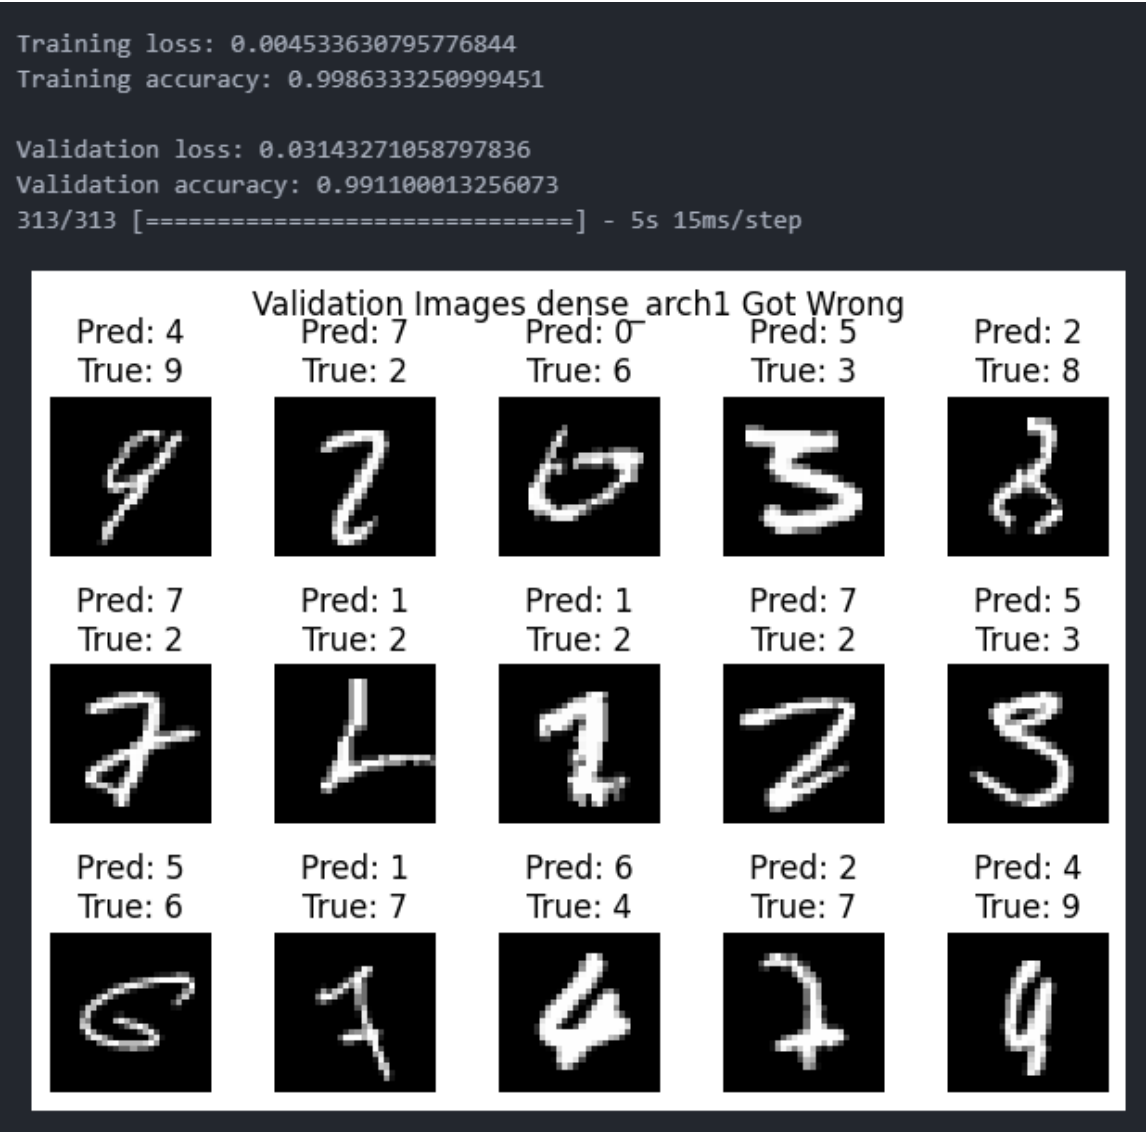 Training loss: 0.004533630795776844
Training accuracy: 0.9986333250999451
Validation loss: 0.03143271058797836
Validation accuracy: 0.991100013256073
313/313 [==============================] - 5s 15ms/step
Validation Images dense_arch1 Got Wrong
Pred: 4 Pred: 7 Pred: 0 Pred: 5 Pred: 2
True: 9 True: 2 True: 6 True: 3 True: 8
Pred: 7 Pred: 1 Pred: 1 Pred: 7 Pred: 5
True: 2 True: 2 True: 2 True: 2 True: 3
Pred: 5 Pred: 1 Pred: 6 Pred: 2 Pred: 4
True: 6 True: 7 True: 4 True: 7 True: 9